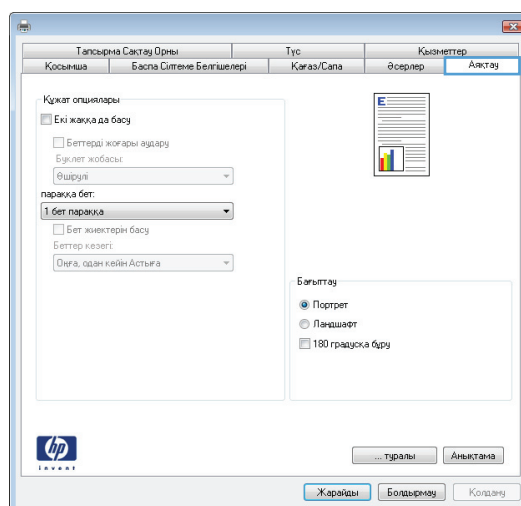 Тапсырма Сақтау Орны Түс Қызметтер
Қосымша Баспа Сілтеме Белгішелері Қағаз/Сапа Әсерлер Аяқтау
Құжат опциялары
Екі жаққа да басу
Беттерді жоғары аудару
Буклет жобасы:
Өшірулі
параққа бет:
1 бет параққа
Бет жиектерін басу
Беттер кезегі:
Оңға, одан кейін Астыға
E
Бағыттау
Портрет
Ландшафт
180 градусқа бұру
hp
invent
... туралы Анықтама
Жарайды Болдырмау Қолдану